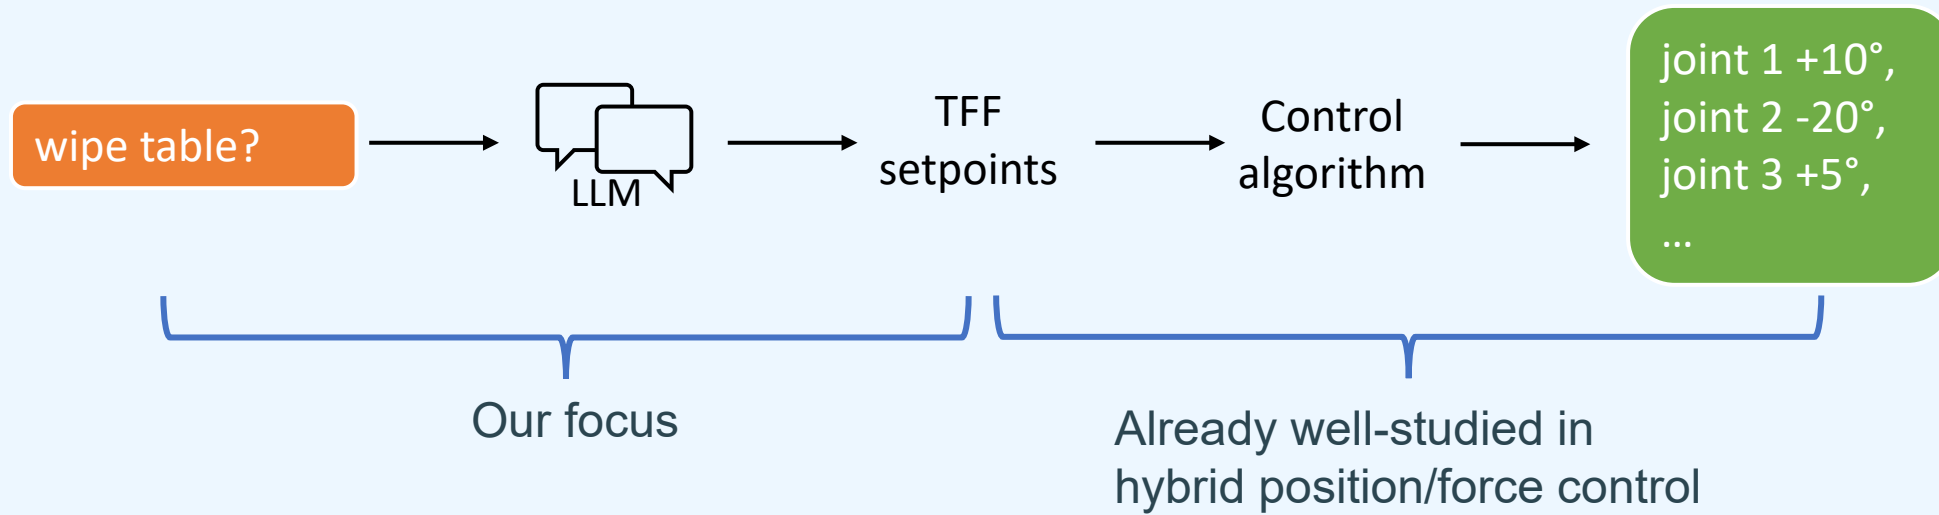 wipe table?
LLM
TFF
setpoints
Control
algorithm
joint 1 +10°,
joint 2 -20°,
joint 3 +5°,
...
Our focus
Already well-studied in
hybrid position/force control